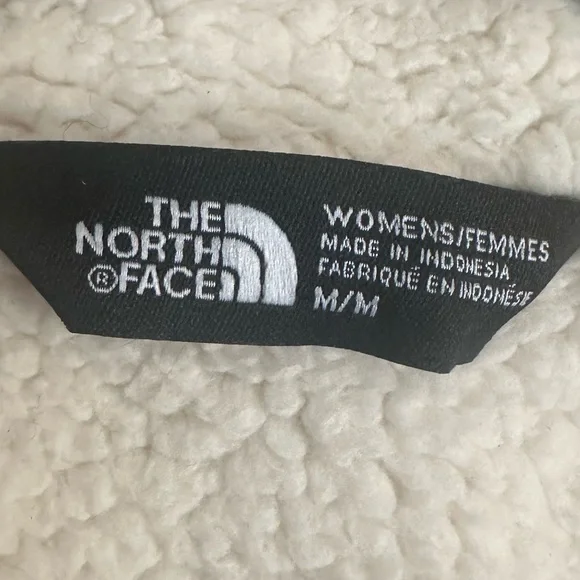 THE
NORTH
®FACE
WOMENS/FEMMES
MADE IN INDONESIA
FABRIQUÉ EN INDONÉSIE
M/M